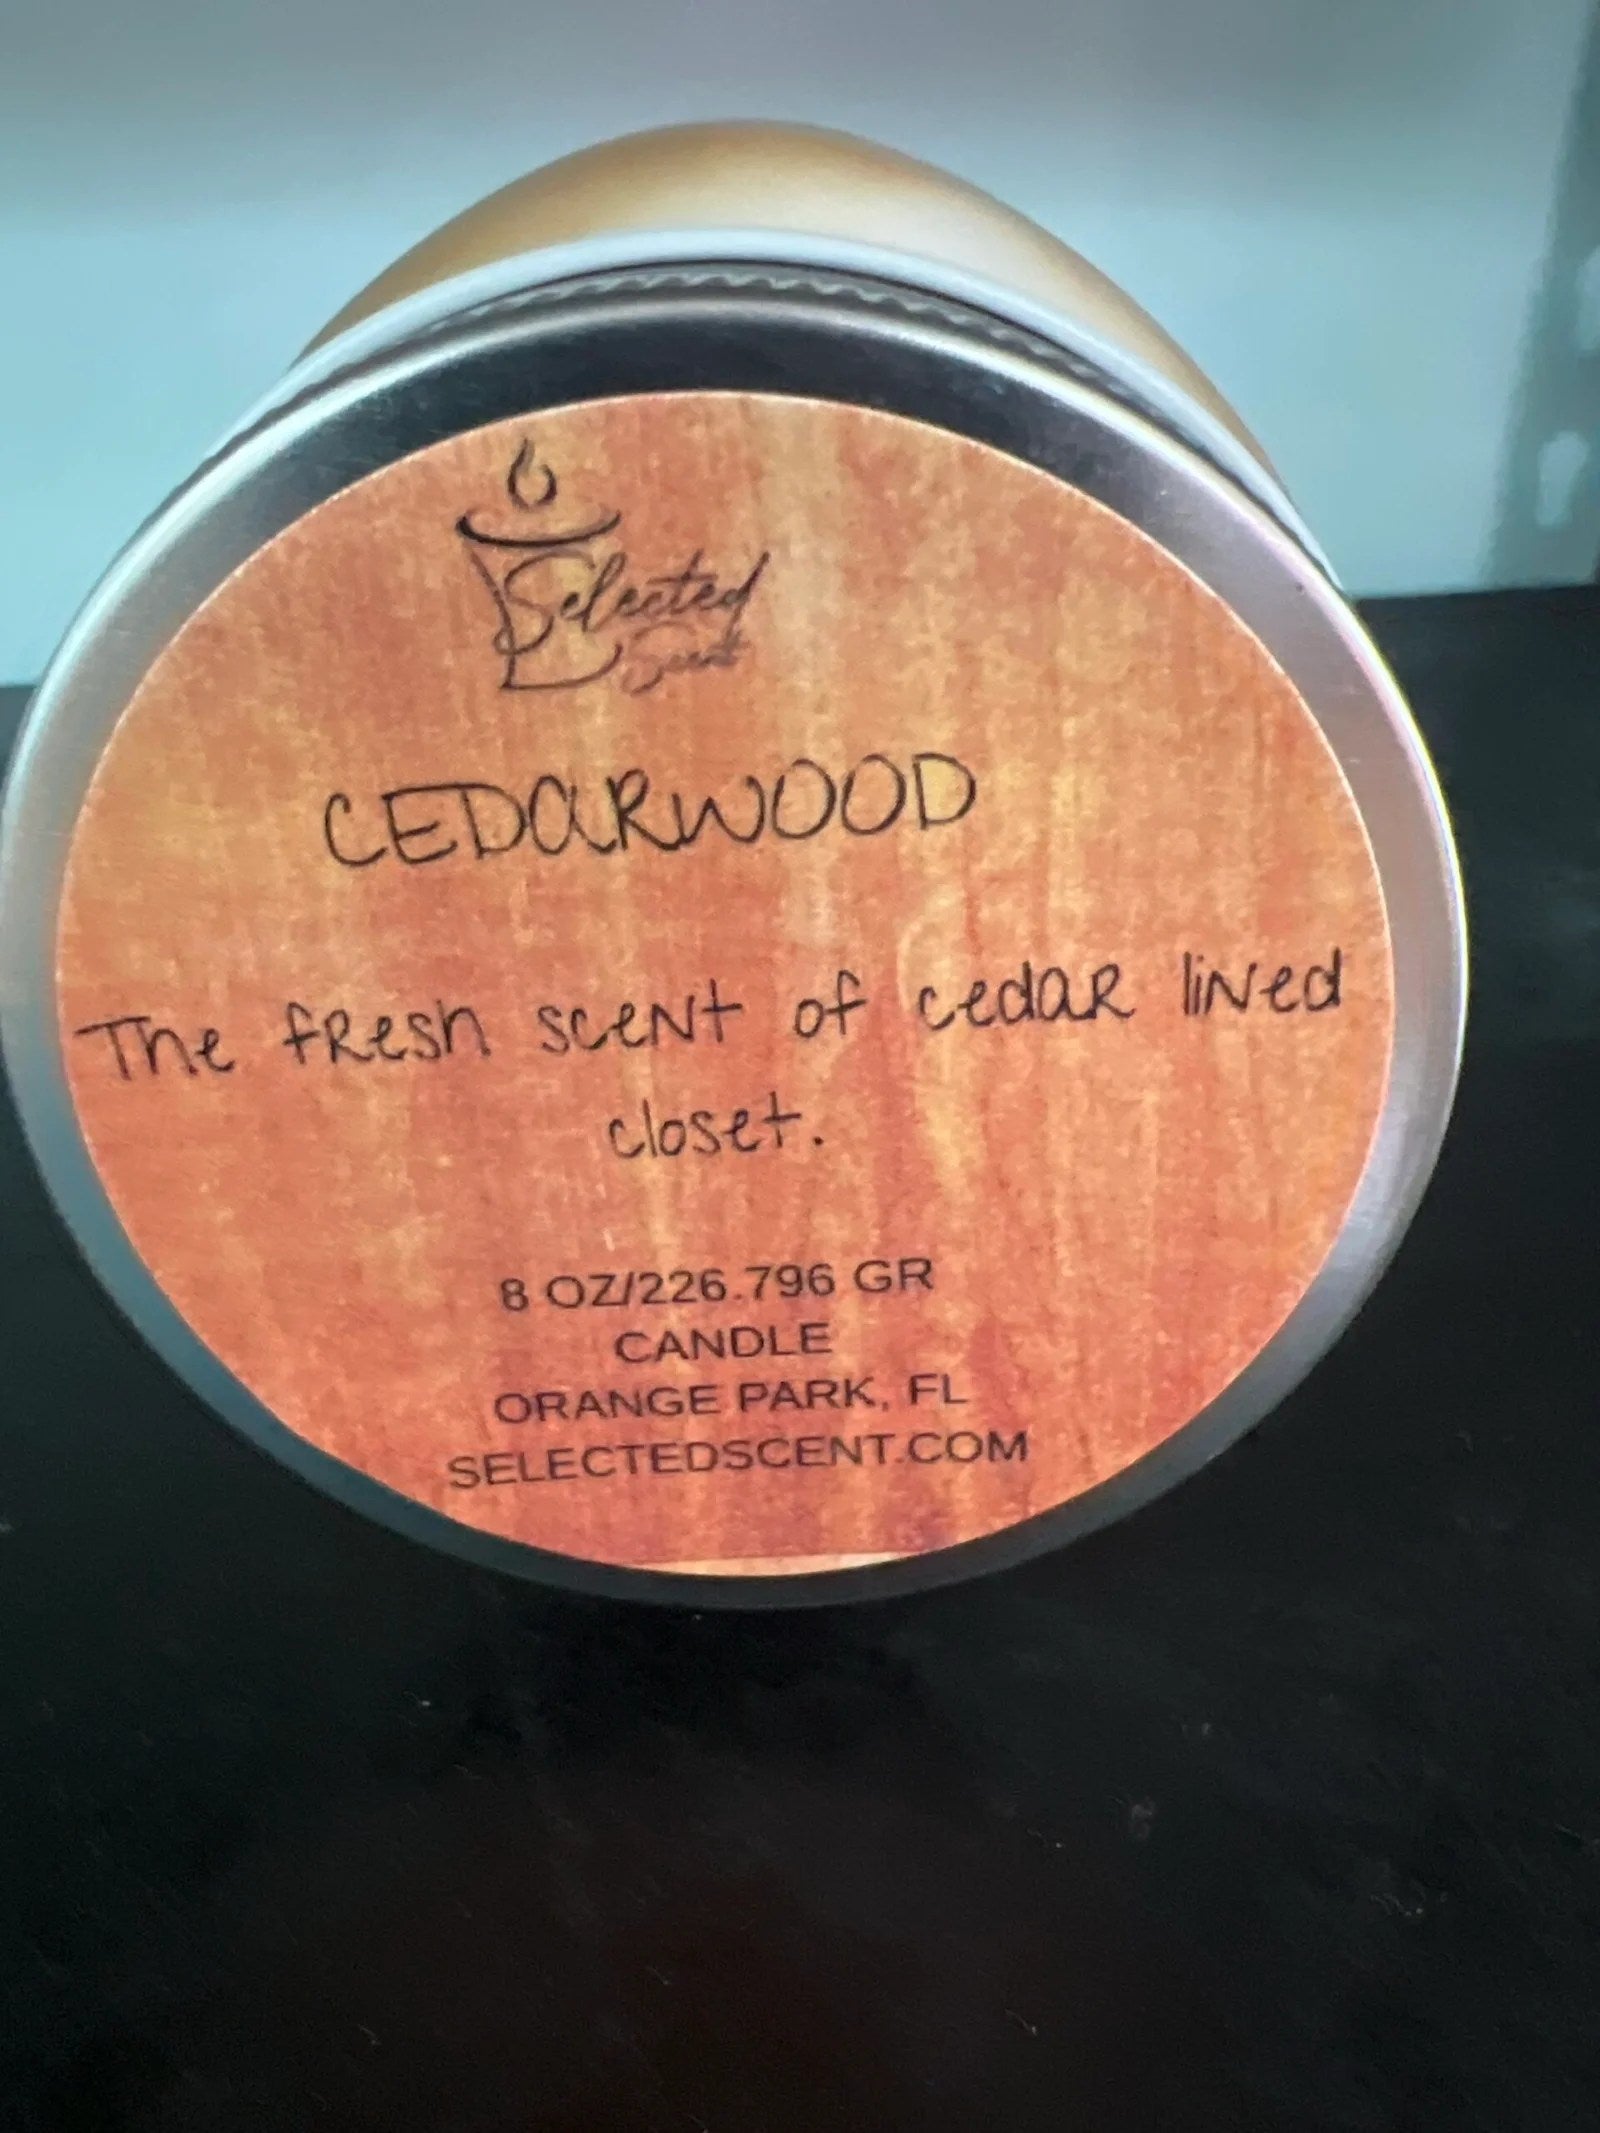 Selected
Scent
CEDARWOOD
The fresh scent of cedar lined
closet.
8 OZ/226.796 GR
CANDLE
ORANGE PARK, FL
SELECTEDSCENT.COM